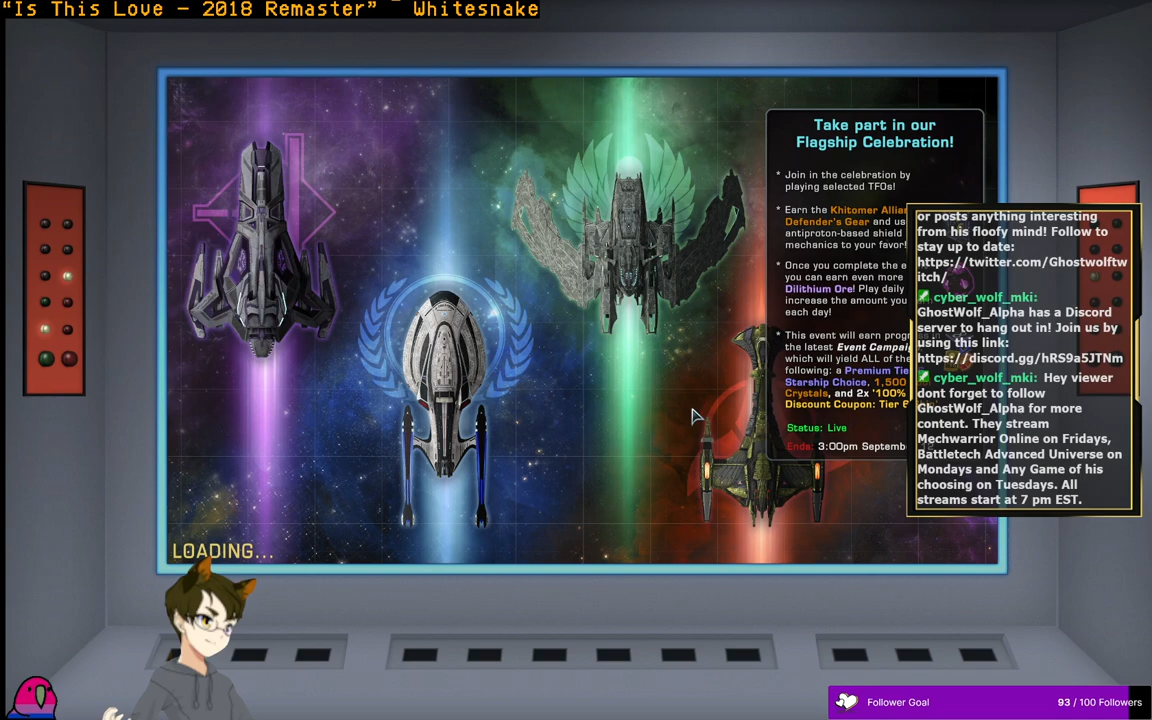 “Is This Love – 2018 Remaster” ~ Whitesnake
Take part in our
Flagship Celebration!
* Join in the celebration by
playing selected TFOs!
* Earn the Khitomer Allian
Defender's Gear and use
antiproton-based shield
mechanics to your favor!
* Once you complete the e
you can earn even more
Dilithium Ore! Play daily
increase the amount you
each day!
* This event will earn progr
the latest Event Campai
which will yield ALL of the
following: a Premium Tie
Starship Choice, 1,500
Crystals, and 2x '100%
Discount Coupon: Tier 6
Status: Live
Ends: 3:00pm Septemb
LOADING...
or posts anything interesting
from his floofy mind! Follow to
stay up to date:
https://twitter.com/Ghostwolftw
itch/
cyber_wolf_mki:
GhostWolf_Alpha has a Discord
server to hang out in! Join us by
using this link:
https://discord.gg/hRS9a5JTNm
cyber_wolf_mki: Hey viewer
dont forget to follow
GhostWolf_Alpha for more
content. They stream
Mechwarrior Online on Fridays,
Battletech Advanced Universe on
Mondays and Any Game of his
choosing on Tuesdays. All
streams start at 7 pm EST.
Follower Goal
93 / 100 Followers